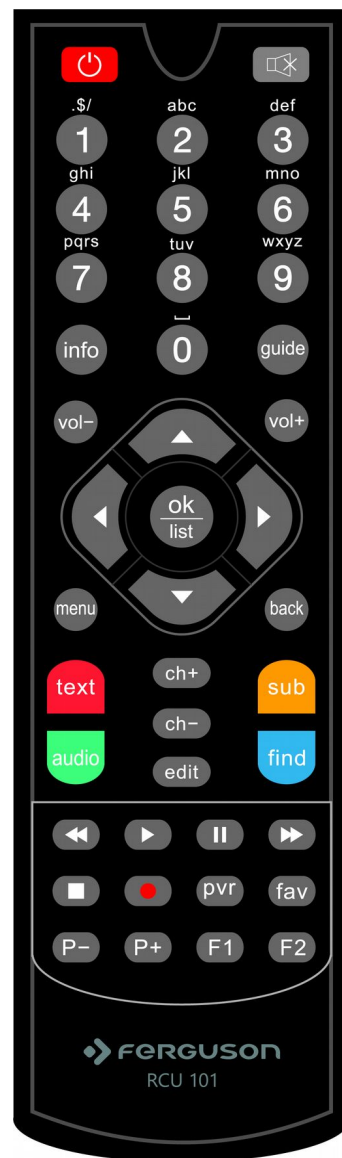 .$/ abc def
1 2 3
ghi jkl mno
4 5 6
pqrs tuv wxyz
7 8 9
info 0 guide
vol− vol+
ok
list
menu back
ch+
text sub
ch−
audio find
edit
pvr fav
P− P+ F1 F2
FERGUSON
RCU 101